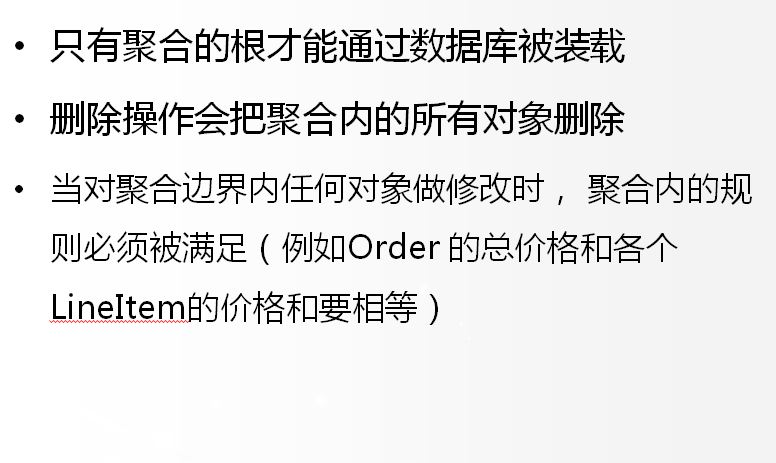 • 只有聚合的根才能通过数据库被装载
• 删除操作会把聚合内的所有对象删除
• 当对聚合边界内任何对象做修改时， 聚合内的规
则必须被满足（例如Order 的总价格和各个
LineItem的价格和要相等）